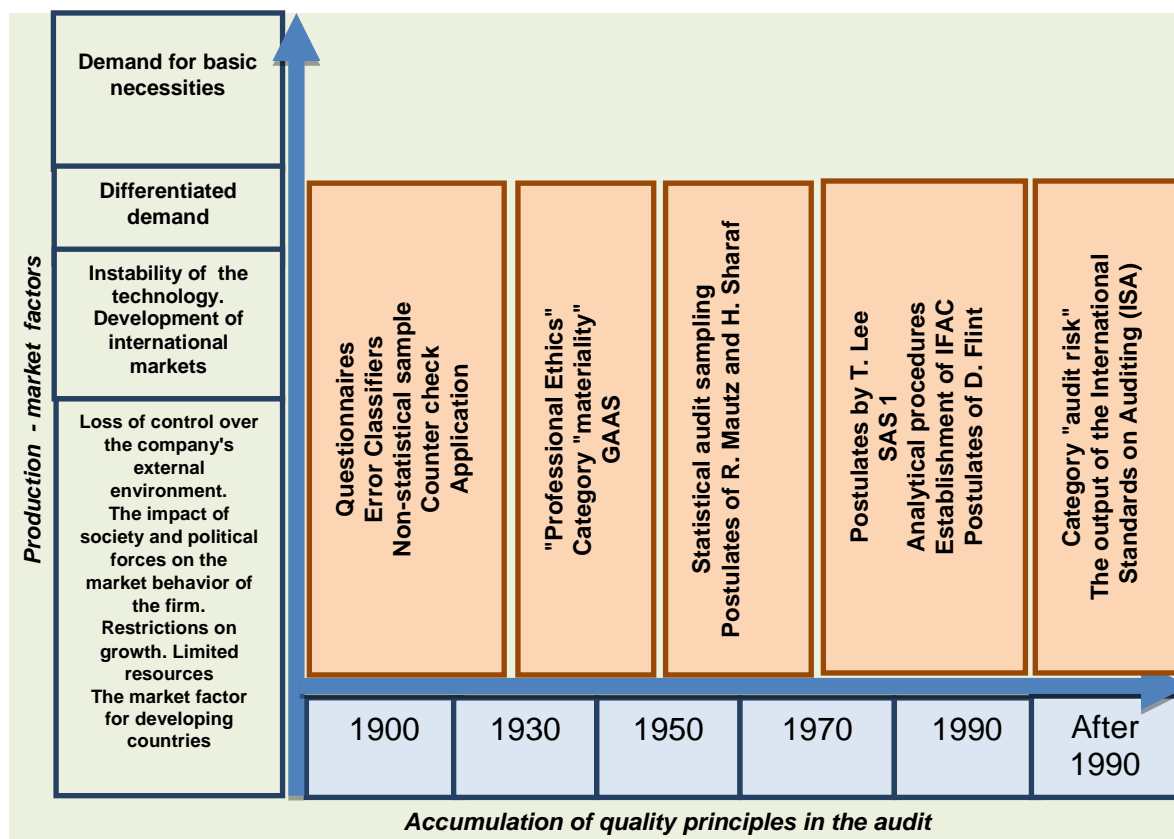 Production - market factors
Demand for basic
necessities
Differentiated
demand
Instability of the
technology.
Development of
international
markets
Loss of control over
the company's
external
environment.
The impact of
society and political
forces on the
market behavior of
the firm.
Restrictions on
growth. Limited
resources
The market factor
for developing
countries
Questionnaires
Error Classifiers
Non-statistical sample
Counter check
Application
"Professional Ethics"
Category "materiality"
GAAS
Statistical audit sampling
Postulates of R. Mautz and H. Sharaf
Postulates by T. Lee
SAS 1
Analytical procedures
Establishment of IFAC
Postulates of D. Flint
Category "audit risk"
The output of the International
Standards on Auditing (ISA)
1900
1930
1950
1970
1990
After
1990
Accumulation of quality principles in the audit